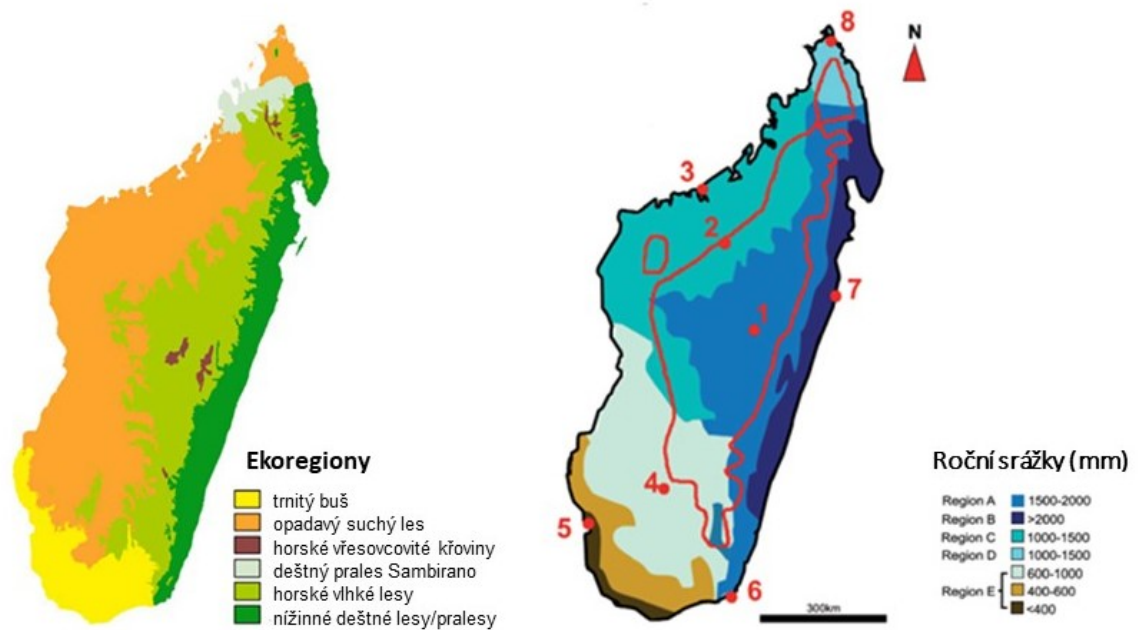 8
N
3
2
7
1
4
5
6
300km
Ekoregiony
trnitý buš
opadavý suchý les
horské vřesovcovité křoviny
deštný prales Sambirano
horské vlhké lesy
nížinné deštné lesy/pralesy
Roční srážky (mm)
Region A 1500-2000
Region B >2000
Region C 1000-1500
Region D 1000-1500
600-1000
Region E 400-600
<400